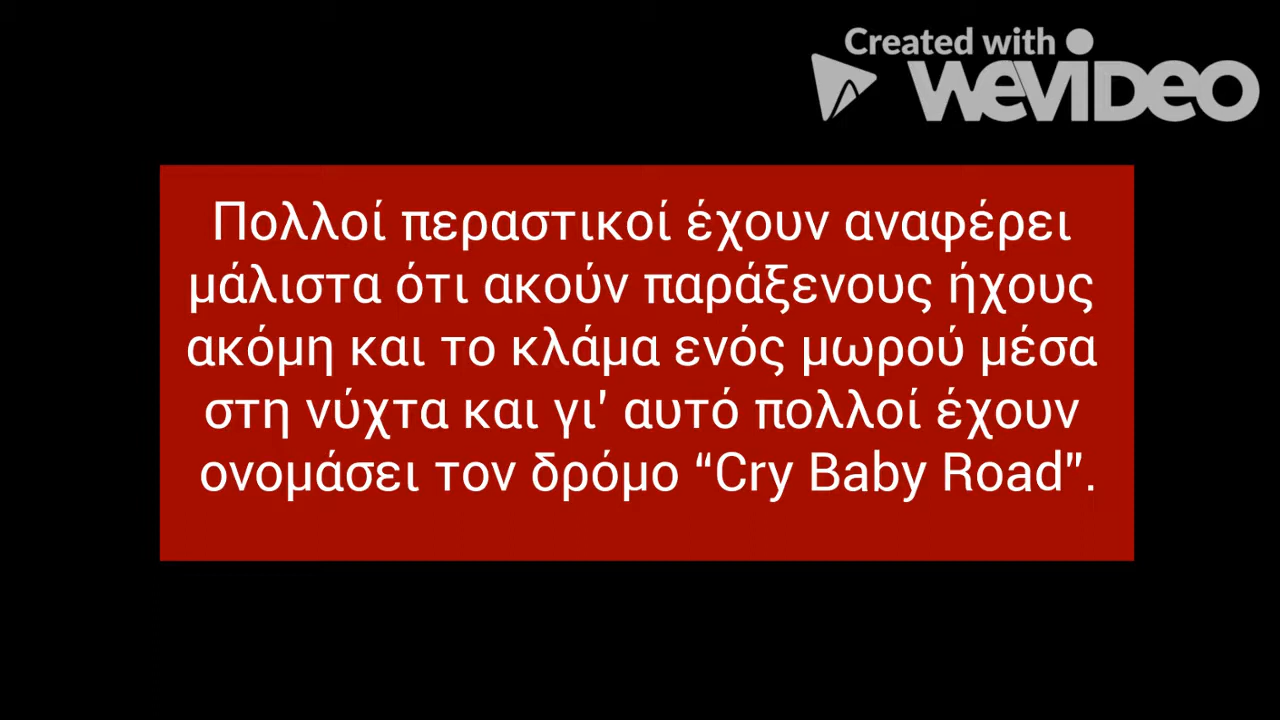 Created with
WEVIDEO
Πολλοί περαστικοί έχουν αναφέρει
μάλιστα ότι ακούν παράξενους ήχους
ακόμη και το κλάμα ενός μωρού μέσα
στη νύχτα και γι' αυτό πολλοί έχουν
ονομάσει τον δρόμο “Cry Baby Road”.